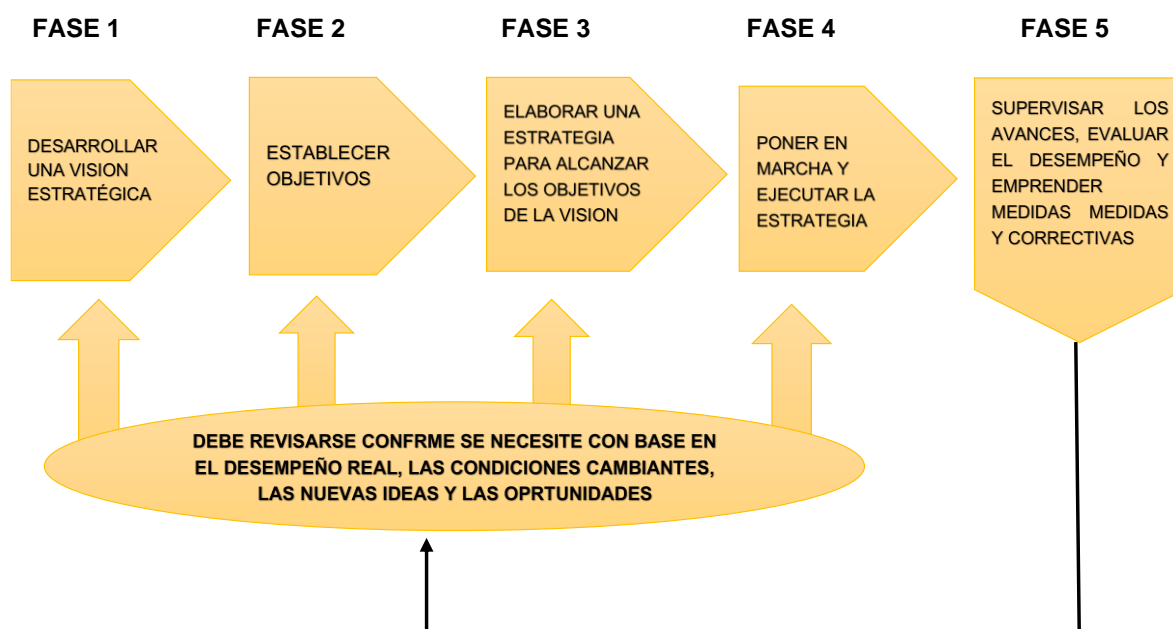 FASE 1
FASE 2
FASE 3
FASE 4
FASE 5
DESARROLLAR
UNA VISION
ESTRATÉGICA
ESTABLECER
OBJETIVOS
ELABORAR UNA
ESTRATEGIA
PARA ALCANZAR
LOS OBJETIVOS
DE LA VISION
PONER EN
MARCHA Y
EJECUTAR LA
ESTRATEGIA
SUPERVISAR LOS
AVANCES, EVALUAR
EL DESEMPEÑO Y
EMPRENDER
MEDIDAS MEDIDAS
Y CORRECTIVAS
DEBE REVISARSE CONFRME SE NECESITE CON BASE EN
EL DESEMPEÑO REAL, LAS CONDICIONES CAMBIANTES,
LAS NUEVAS IDEAS Y LAS OPRTUNIDADES